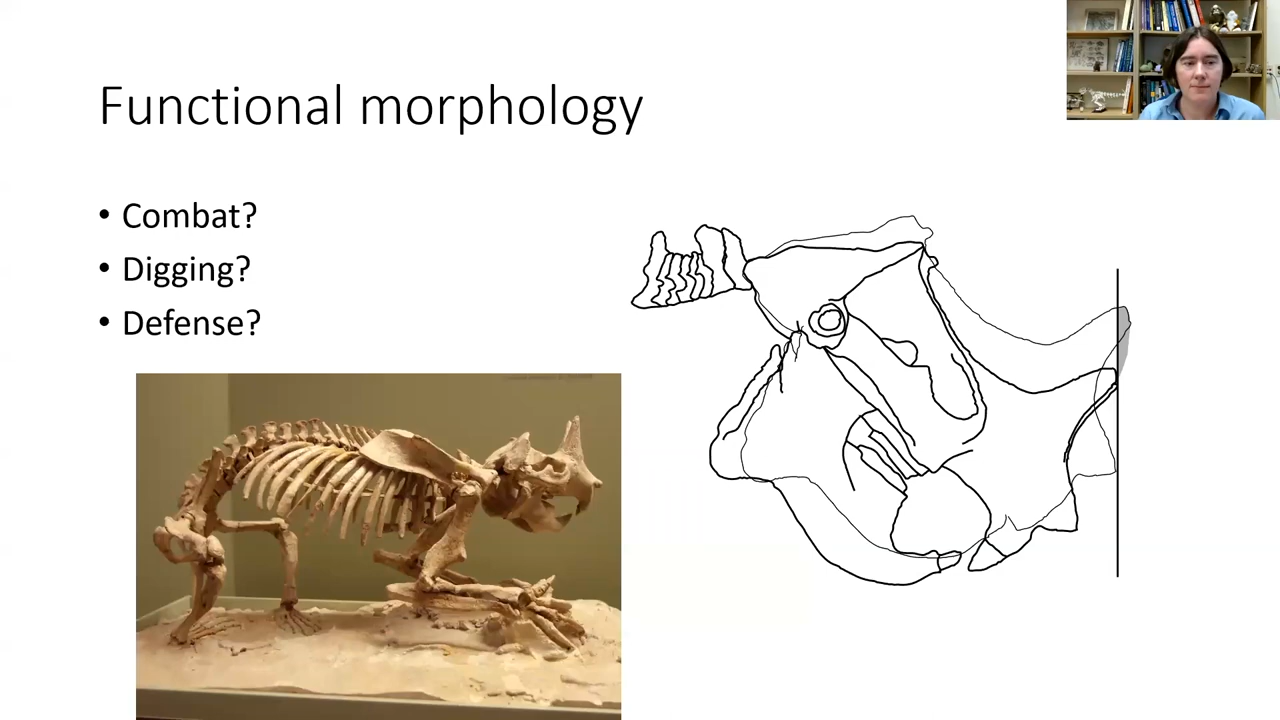 Functional morphology
• Combat?
• Digging?
• Defense?